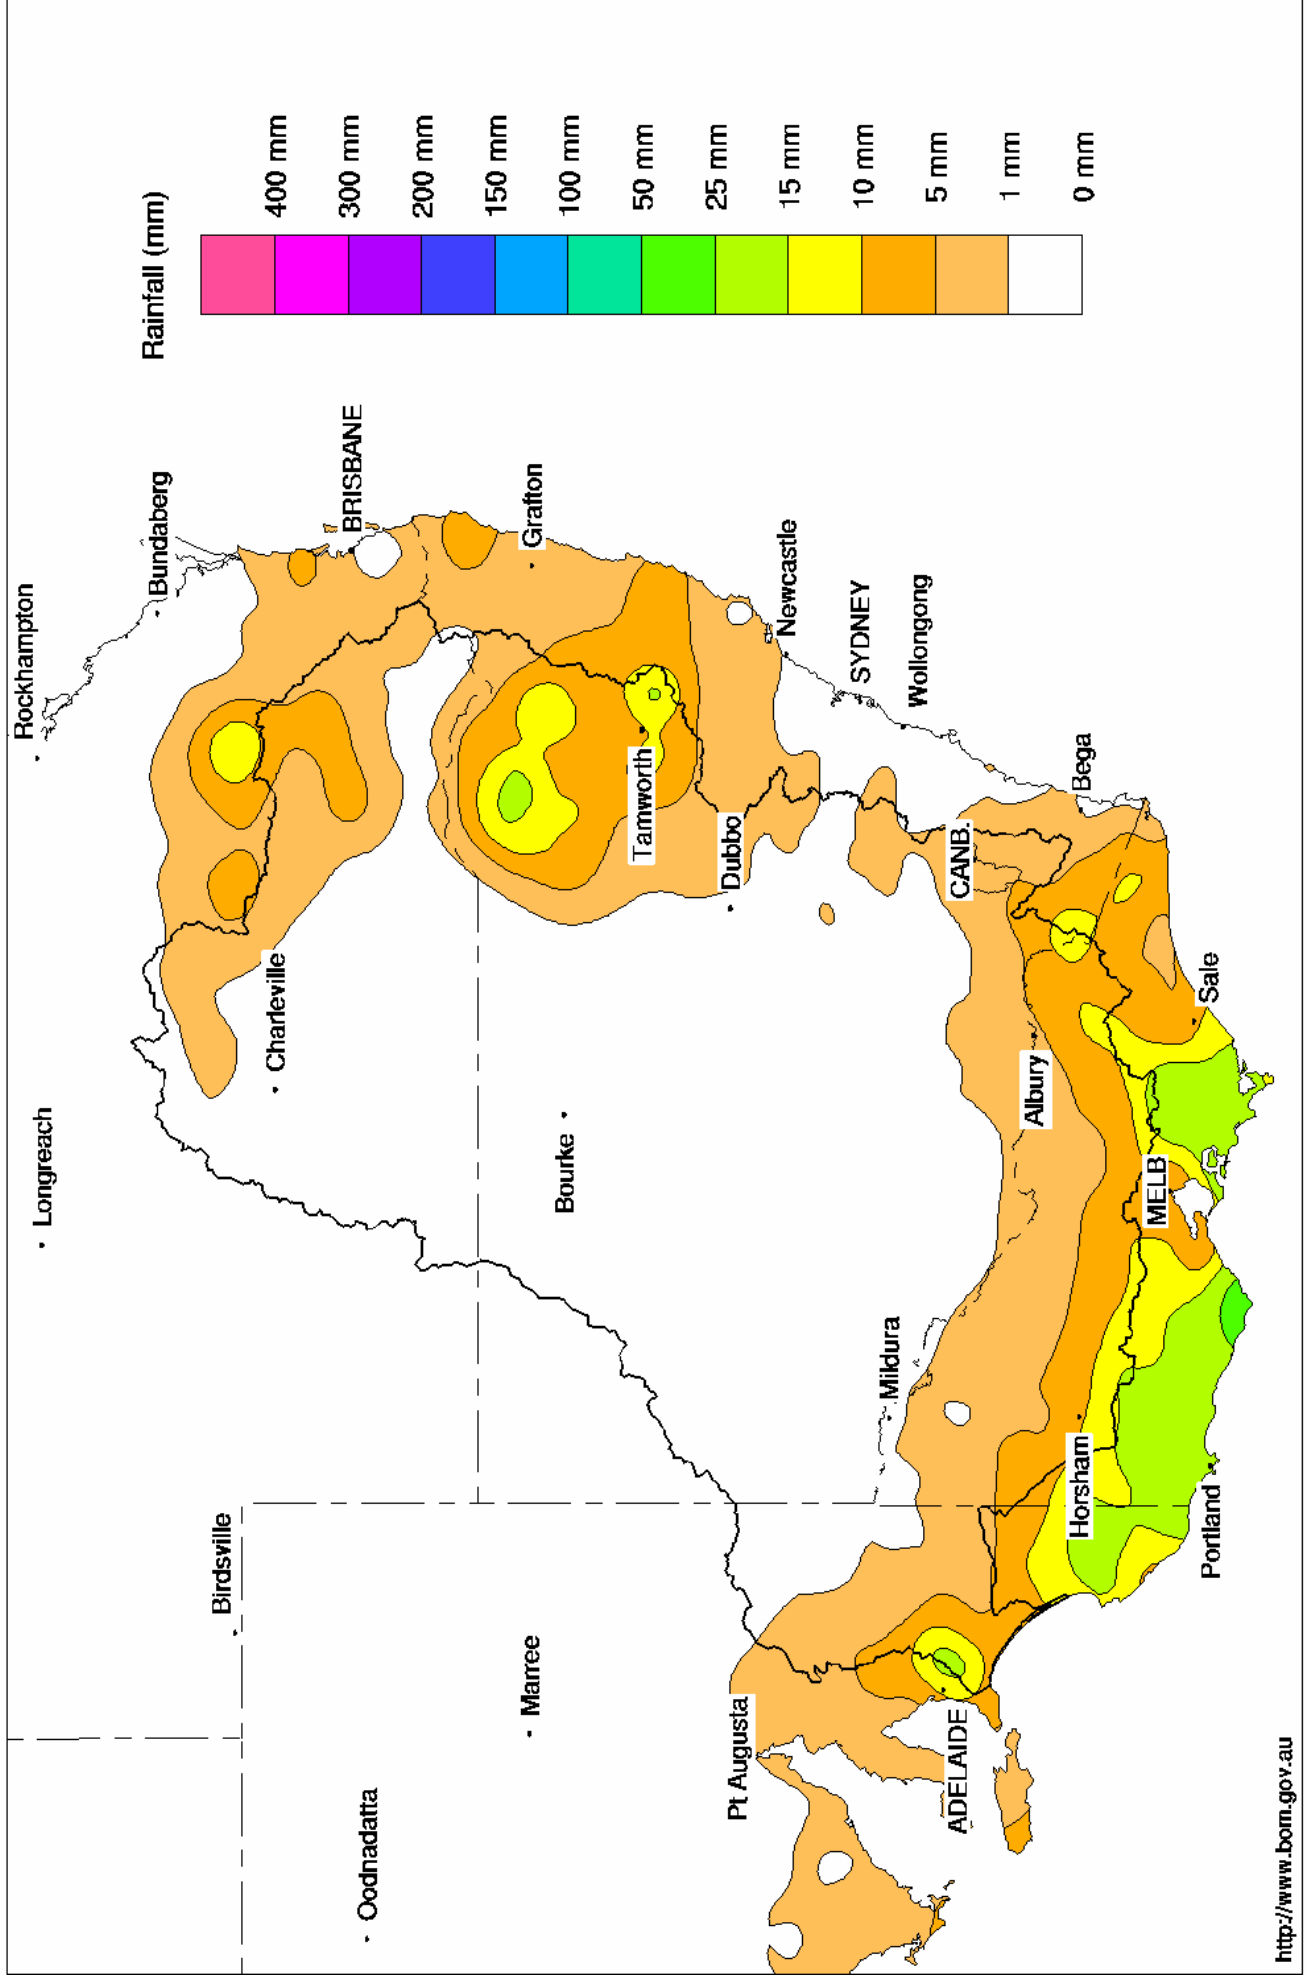 Rainfall (mm)
400 mm
300 mm
200 mm
150 mm
100 mm
50 mm
25 mm
15 mm
10 mm
5 mm
1 mm
0 mm
Rockhampton
Longreach
Bundaberg
Birdsville
Charleville
BRISBANE
Oodnadatta
Marree
Bourke
Grafton
Tamworth
Dubbo
Pt Augusta
Newcastle
SYDNEY
Mildura
Wollongong
ADELAIDE
CANB.
Albury
Bega
Horsham
MELB
Sale
Portland
http://www.bom.gov.au